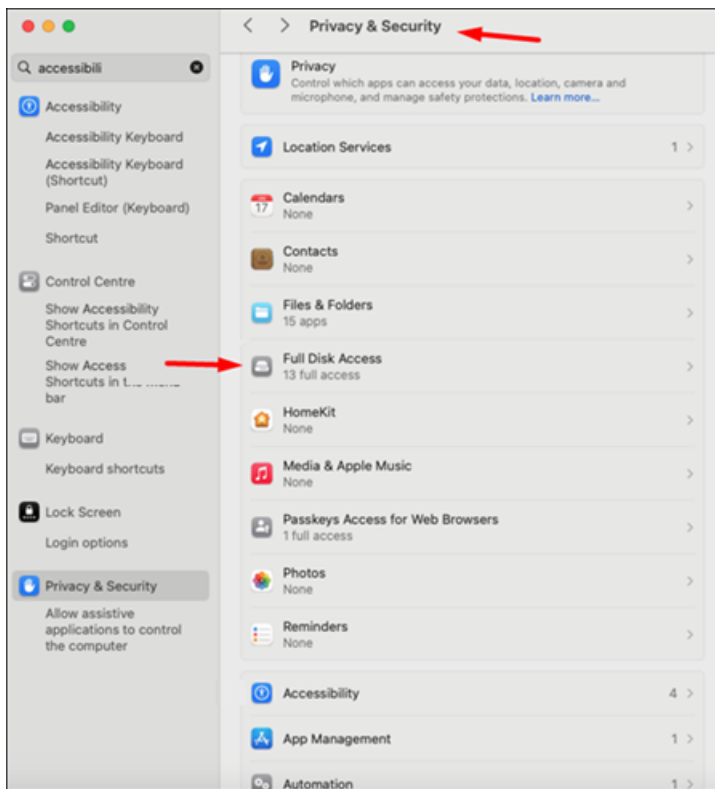 Privacy & Security
accessibili
Accessibility
Accessibility Keyboard
Accessibility Keyboard
(Shortcut)
Panel Editor (Keyboard)
Shortcut
Control Centre
Show Accessibility
Shortcuts in Control
Centre
Show Access
Shortcuts in
bar
Keyboard
Keyboard shortcuts
Lock Screen
Login options
Privacy & Security
Allow assistive
applications to control
the computer
Privacy
Control which apps can access your data, location, camera and
microphone, and manage safety protections. Learn more...
Location Services 1
17
Calendars
None
Contacts
None
Files & Folders
15 apps
Full Disk Access
13 full access
HomeKit
None
Media & Apple Music
None
Passkeys Access for Web Browsers
1 full access
Photos
None
Reminders
None
Accessibility 4
App Management 1
Automation 1